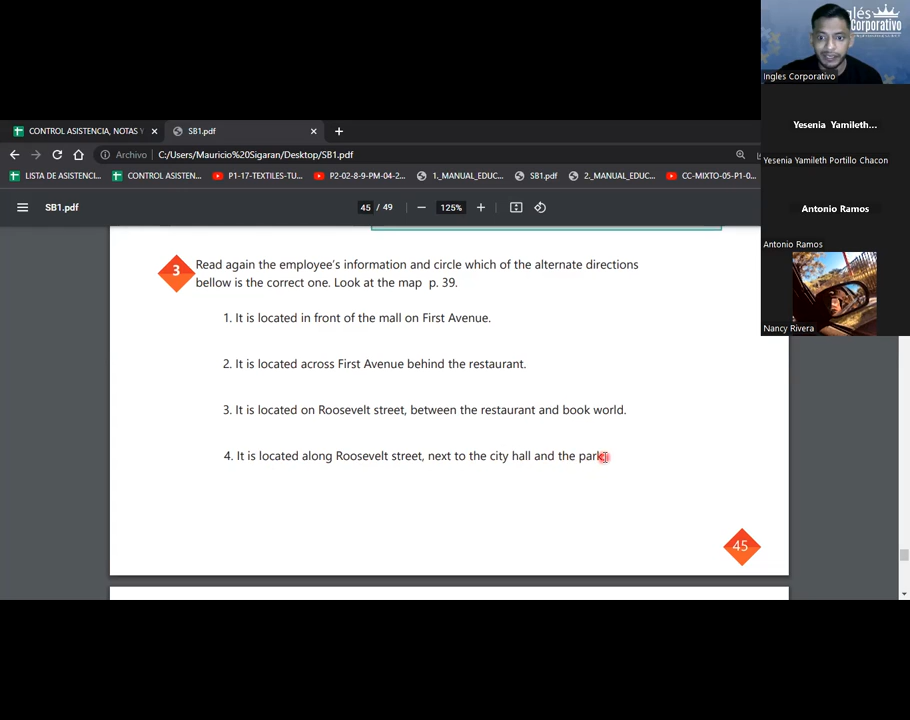 glés
Corporativo
Ingles Corporativo
Yesenia Yamileth...
Yesenia Yamileth Portillo Chacon
Antonio Ramos
Antonio Ramos
Nancy Rivera
CONTROL ASISTENCIA, NOTAS Y
SB1.pdf
Archivo
C:/Users/Mauricio%20Sigaran/Desktop/SB1.pdf
LISTA DE ASISTENCI...
CONTROL ASISTEN...
P1-17-TEXTILES-TU...
P2-02-8-9-PM-04-2...
1._MANUAL_EDUC...
SB1.pdf
2._MANUAL_EDUC...
CC-MIXTO-05-P1-0...
SB1.pdf
45 / 49
125%
3
Read again the employee's information and circle which of the alternate directions
bellow is the correct one. Look at the map p. 39.
1. It is located in front of the mall on First Avenue.
2. It is located across First Avenue behind the restaurant.
3. It is located on Roosevelt street, between the restaurant and book world.
4. It is located along Roosevelt street, next to the city hall and the park
45